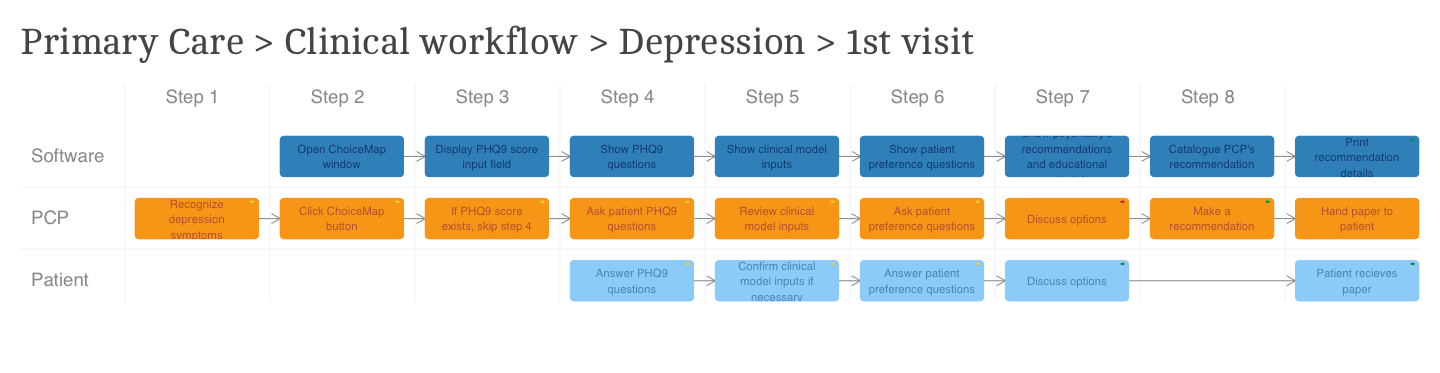 Primary Care > Clinical workflow > Depression > 1st visit
Step 1
Step 2
Step 3
Step 4
Step 5
Step 6
Step 7
Step 8
Software
Open ChoiceMap
window
Display PHQ9 score
input field
Show PHQ9
questions
Show clinical model
inputs
Show patient
preference questions
Show psychiatry's
recommendations
and educational
Catalogue PCP's
recommendation
Print
recommendation
details
PCP
Recognize
depression
symptoms
Click ChoiceMap
button
If PHQ9 score
exists, skip step 4
Ask patient PHQ9
questions
Review clinical
model inputs
Ask patient
preference questions
Discuss options
Make a
recommendation
Hand paper to
patient
Patient
Answer PHQ9
questions
Confirm clinical
model inputs if
necessary
Answer patient
preference questions
Discuss options
Patient recieves
paper